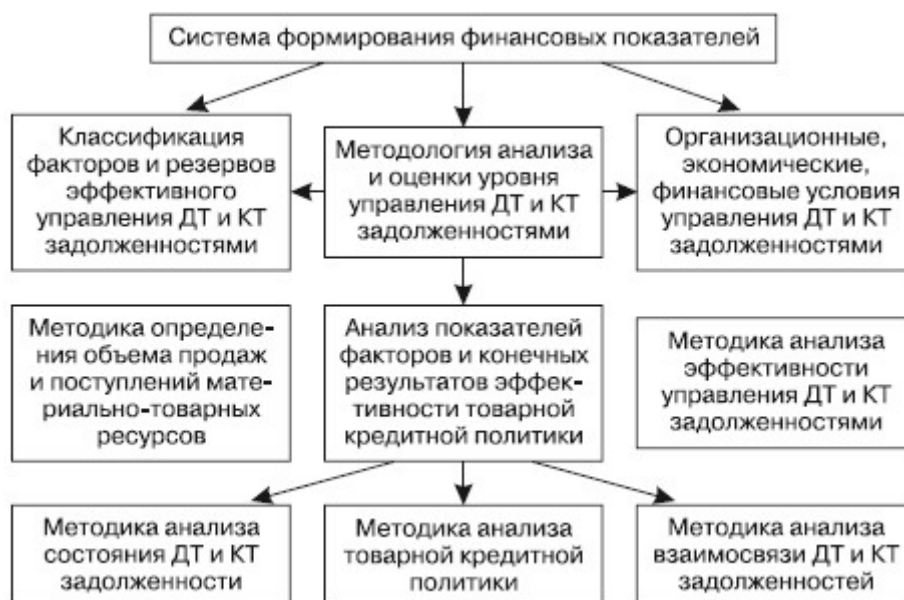 Система формирования финансовых показателей
Классификация
факторов и резервов
эффективного
управления ДТ и КТ
задолженностями
Методология анализа
и оценки уровня
управления ДТ и КТ
задолженностями
Организационные,
экономические,
финансовые условия
управления ДТ и КТ
задолженностями
Методика определе-
ния объема продаж
и поступлений мате-
риально-товарных
ресурсов
Анализ показателей
факторов и конечных
результатов эффек-
тивности товарной
кредитной политики
Методика анализа
эффективности
управления ДТ и КТ
задолженностями
Методика анализа
состояния ДТ и КТ
задолженности
Методика анализа
товарной кредитной
политики
Методика анализа
взаимосвязи ДТ и КТ
задолженностей